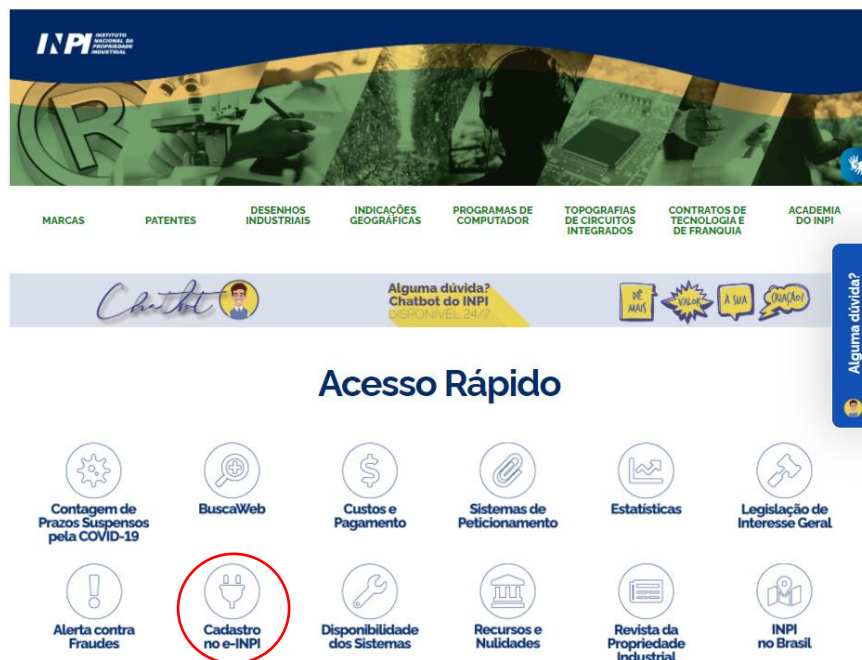 INPI
INSTITUTO
NACIONAL DA
PROPRIEDADE
INDUSTRIAL
R
MARCAS
PATENTES
DESENHOS
INDUSTRIAIS
INDICAÇÕES
GEOGRÁFICAS
PROGRAMAS DE
COMPUTADOR
TOPOGRAFIAS
DE CIRCUITOS
INTEGRADOS
CONTRATOS DE
TECNOLOGIA E
DE FRANQUIA
ACADEMIA
DO INPI
Chatbot
Alguma dúvida?
Chatbot do INPI
DISPONÍVEL 24/7
DÊ
MAIS
VALOR
À SUA
CRIAÇÃO!
Alguma dúvida?
Acesso Rápido
Contagem de
Prazos Suspensos
pela COVID-19
BuscaWeb
Custos e
Pagamento
Sistemas de
Peticionamento
Estatísticas
Legislação de
Interesse Geral
Alerta contra
Fraudes
Cadastro
no e-INPI
Disponibilidade
dos Sistemas
Recursos e
Nulidades
Revista da
Propriedade
Industrial
INPI
no Brasil